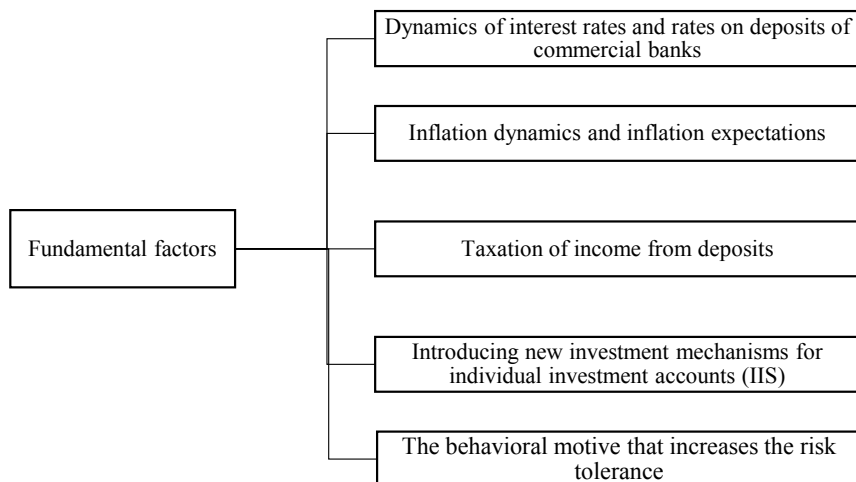 Dynamics of interest rates and rates on deposits of
commercial banks
Inflation dynamics and inflation expectations
Fundamental factors
Taxation of income from deposits
Introducing new investment mechanisms for
individual investment accounts (IIS)
The behavioral motive that increases the risk
tolerance